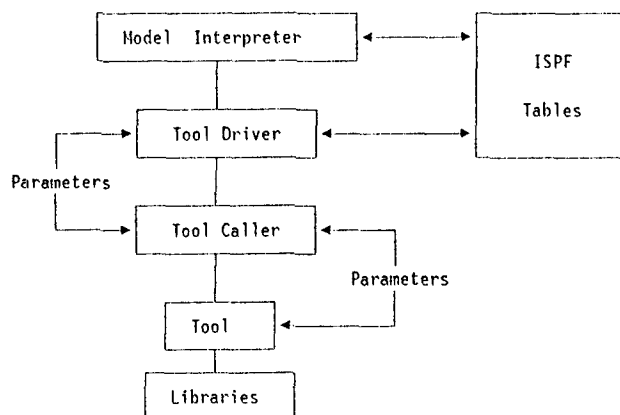 Model Interpreter
ISPF
Tables
Tool Driver
Parameters
Tool Caller
Parameters
Tool
Libraries